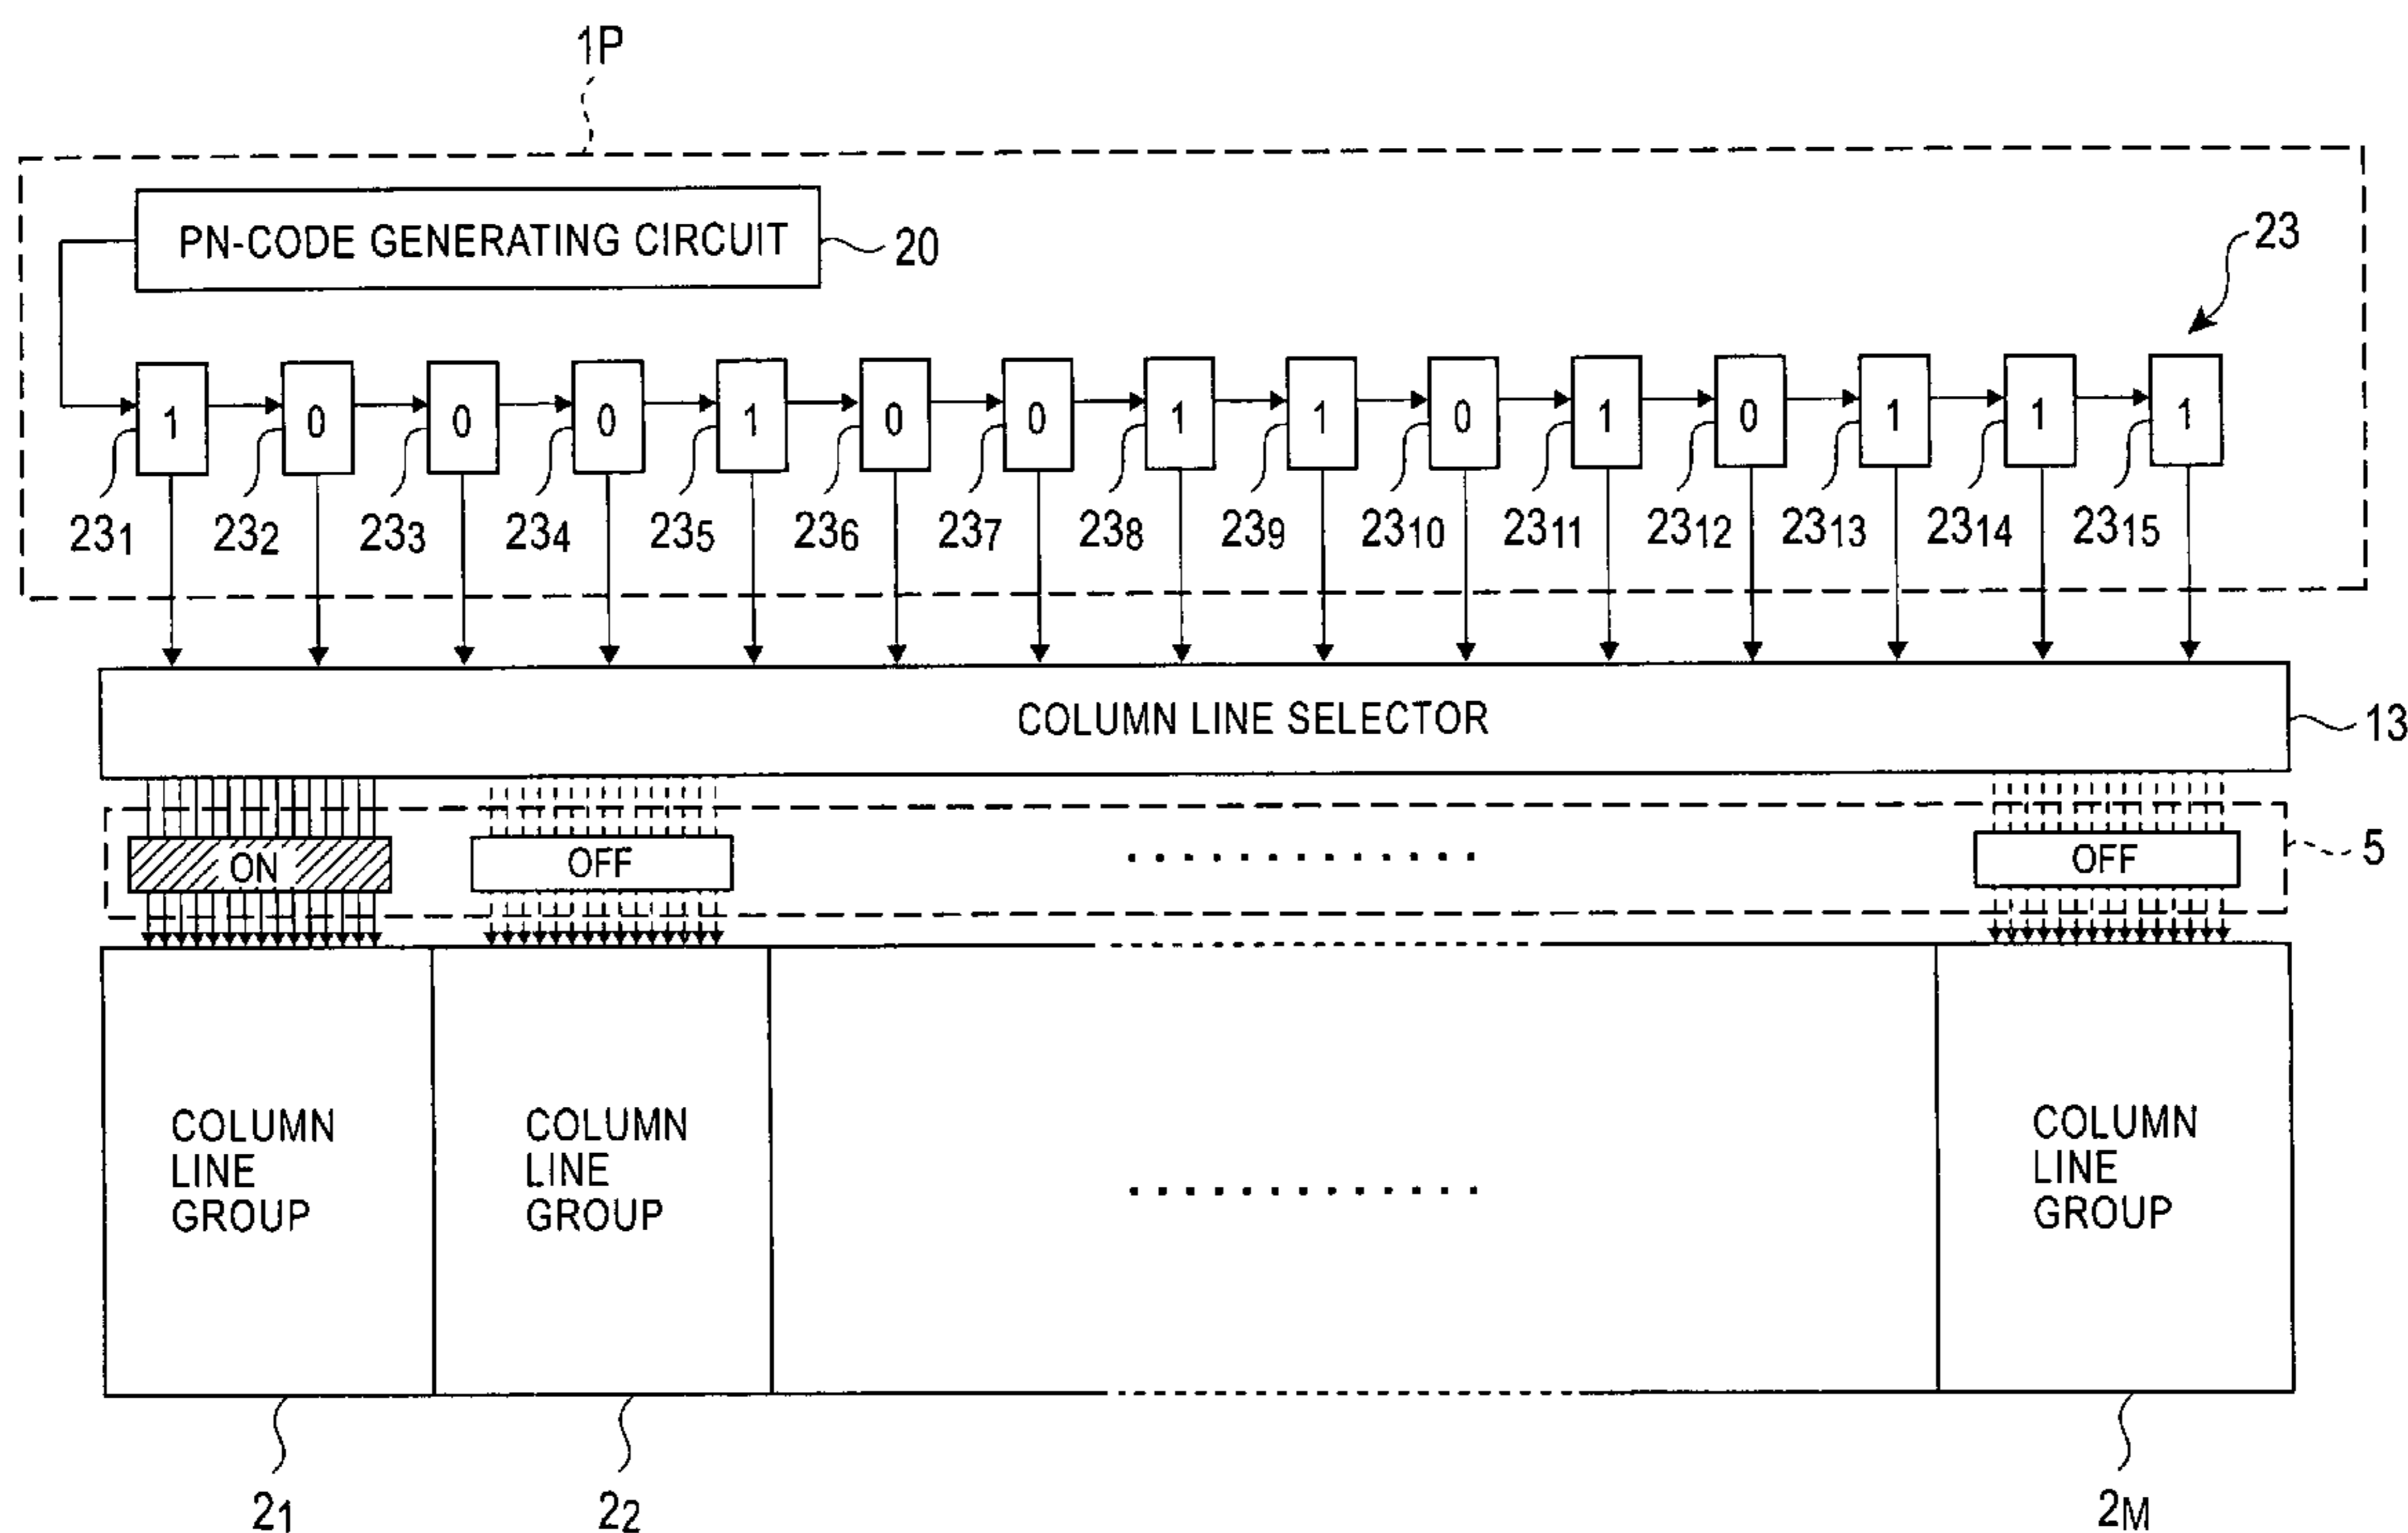 1P
PN-CODE GENERATING CIRCUIT
20
23
1 0 0 0 1 0 0 1 1 0 1 0 1 1 1
23₁ 23₂ 23₃ 23₄ 23₅ 23₆ 23₇ 23₈ 23₉ 23₁₀ 23₁₁ 23₁₂ 23₁₃ 23₁₄ 23₁₅
COLUMN LINE SELECTOR
13
ON
OFF
OFF
5
COLUMN
LINE
GROUP
COLUMN
LINE
GROUP
COLUMN
LINE
GROUP
2₁ 2₂ 2M